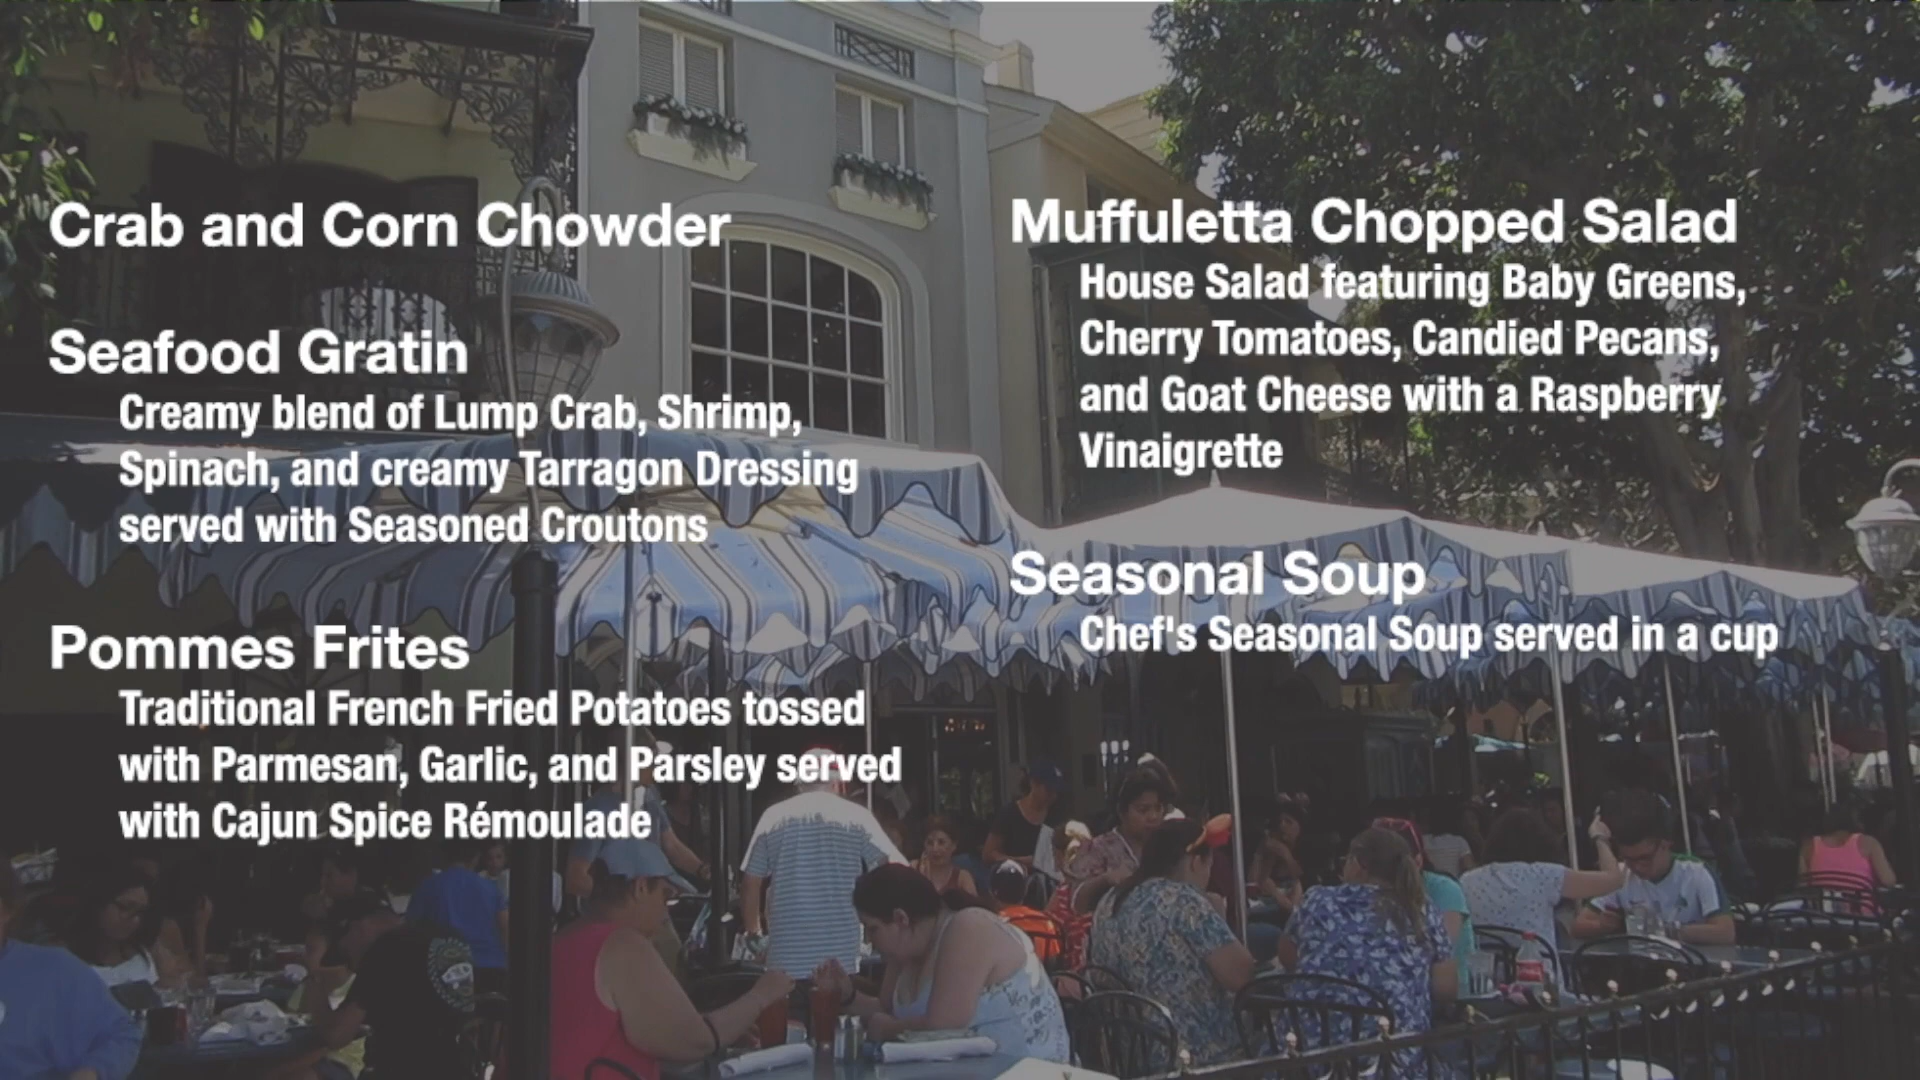 Crab and Corn Chowder
Seafood Gratin
Creamy blend of Lump Crab, Shrimp,
Spinach, and creamy Tarragon Dressing
served with Seasoned Croutons
Pommes Frites
Traditional French Fried Potatoes tossed
with Parmesan, Garlic, and Parsley served
with Cajun Spice Rémoulade
Muffuletta Chopped Salad
House Salad featuring Baby Greens,
Cherry Tomatoes, Candied Pecans,
and Goat Cheese with a Raspberry
Vinaigrette
Seasonal Soup
Chef's Seasonal Soup served in a cup